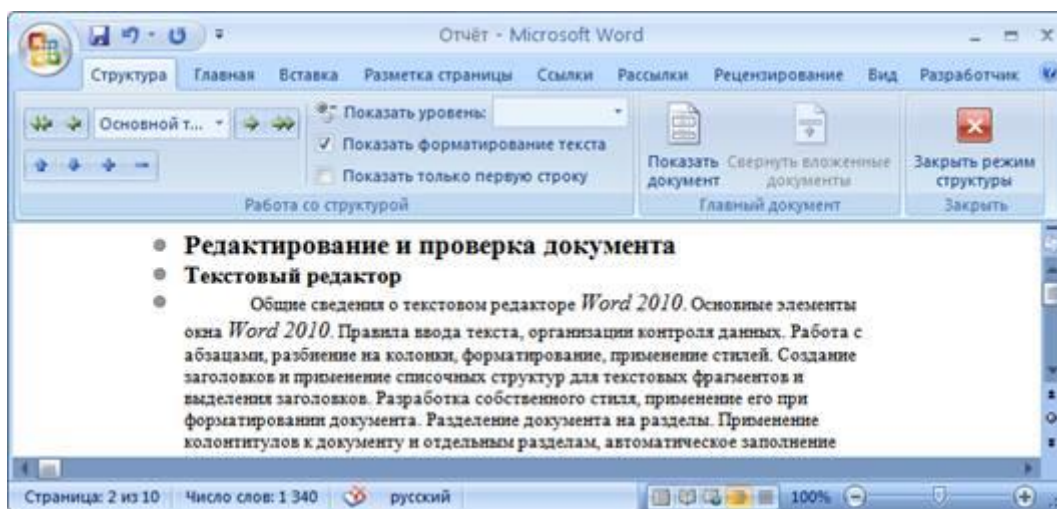 Отчёт - Microsoft Word
Структура Главная Вставка Разметка страницы Ссылки Рассылки Рецензирование Вид Разработчик
Основной т... Показать уровень:
Показать форматирование текста
Показать только первую строку
Показать документ Свернуть вложенные документы Закрыть режим структуры
Работа со структурой Главный документ Закрыть
Редактирование и проверка документа
Текстовый редактор
Общие сведения о текстовом редакторе Word 2010. Основные элементы
окна Word 2010. Правила ввода текста, организации контроля данных. Работа с
абзацами, разбиение на колонки, форматирование, применение стилей. Создание
заголовков и применение списочных структур для текстовых фрагментов и
выделения заголовков. Разработка собственного стиля, применение его при
форматировании документа. Разделение документа на разделы. Применение
колонтитулов к документу и отдельным разделам, автоматическое заполнение
Страница: 2 из 10 Число слов: 1 340 русский 100%